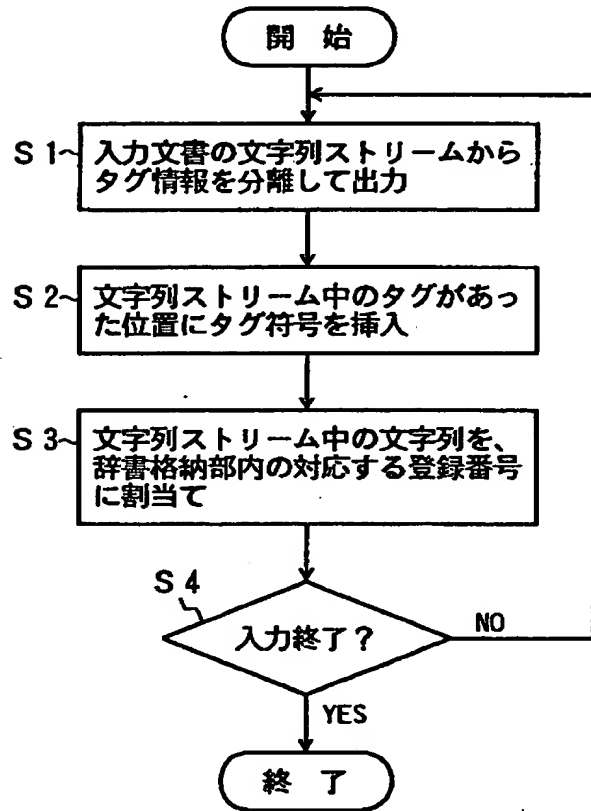 開 始
S1 入力文書の文字列ストリームから
タグ情報を分離して出力
S2 文字列ストリーム中のタグがあっ
た位置にタグ符号を挿入
S3 文字列ストリーム中の文字列を、
辞書格納部内の対応する登録番号
に割当て
S4
入力終了？
NO
YES
終 了